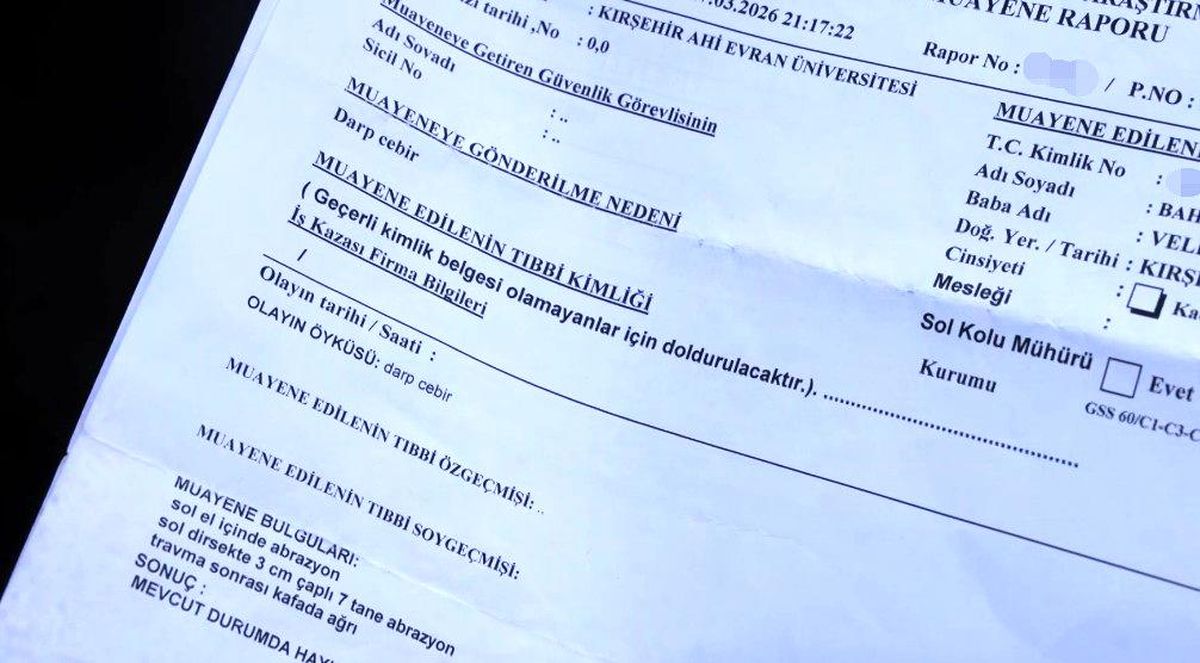 .03.2026 21:17:22
MUAYENE RAPORU
tarihi ,No : 0,0
: KIRŞEHİR AHİ EVRAN ÜNİVERSİTESİ
Rapor No : / P.NO :
Muayeneye Getiren Güvenlik Görevlisinin
Adı Soyadı : ..
Sicil No : ..
MUAYENEYE GÖNDERİLME NEDENİ
Darp cebir
MUAYENE EDİLENİN TIBBİ KİMLİĞİ
( Geçerli kimlik belgesi olamayanlar için doldurulacaktır.). ................................
İş Kazası Firma Bilgileri
/
Olayın tarihi / Saati :
OLAYIN ÖYKÜSÜ: darp cebir
MUAYENE EDİLENİN TIBBİ ÖZGEÇMİŞİ: ..
MUAYENE EDİLENİN TIBBİ SOYGEÇMİŞİ:
MUAYENE BULGULARI:
sol el içinde abrazyon
sol dirsekte 3 cm çaplı 7 tane abrazyon
travma sonrası kafada ağrı
SONUÇ :
MEVCUT DURUMDA
MUAYENE EDİLEN
T.C. Kimlik No :
Adı Soyadı : BAH
Baba Adı : VEL
Doğ. Yer. / Tarihi : KIRŞ
Cinsiyeti : Ka
Mesleği :
Sol Kolu Mühürü Evet
Kurumu
GSS 60/C1-C3-C